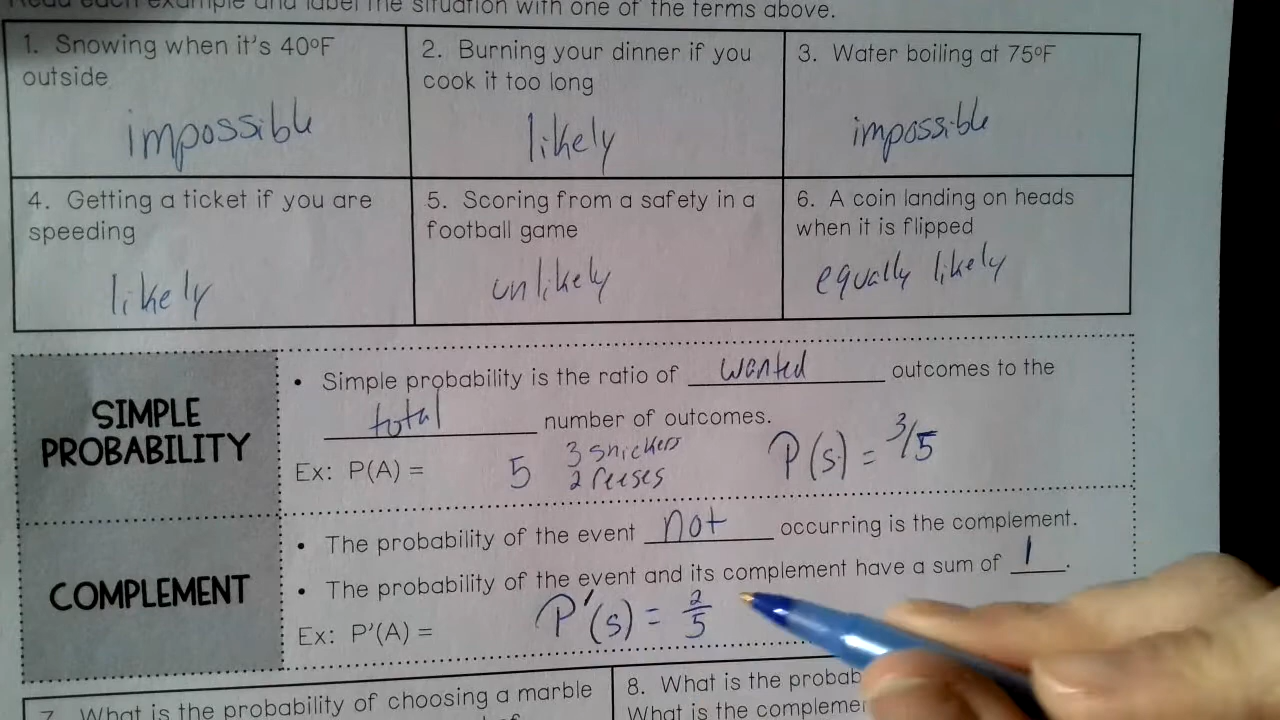 Read each example and label the situation with one of the terms above.
1. Snowing when it's 40°F
outside
impossible
2. Burning your dinner if you
cook it too long
likely
3. Water boiling at 75°F
impossible
4. Getting a ticket if you are
speeding
likely
5. Scoring from a safety in a
football game
unlikely
6. A coin landing on heads
when it is flipped
equally likely
SIMPLE
PROBABILITY
• Simple probability is the ratio of wanted outcomes to the
total number of outcomes.
Ex: P(A) = 5 3 snickers
2 reeses
P(s) = 3/5
COMPLEMENT
• The probability of the event not occurring is the complement.
• The probability of the event and its complement have a sum of 1.
Ex: P'(A) = P'(s) = 2/5
7. What is the probability of choosing a marble
8. What is the probab
What is the compleme